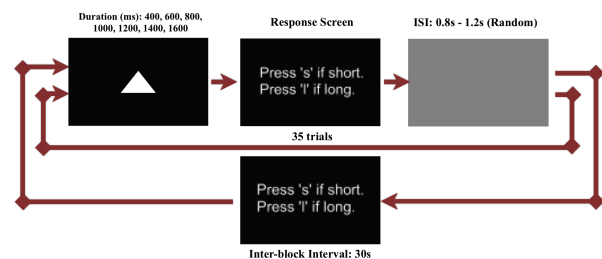 Duration (ms): 400, 600, 800,
1000, 1200, 1400, 1600
Response Screen
ISI: 0.8s - 1.2s (Random)
Press 's' if short.
Press 'l' if long.
35 trials
Press 's' if short.
Press 'l' if long.
Inter-block Interval: 30s